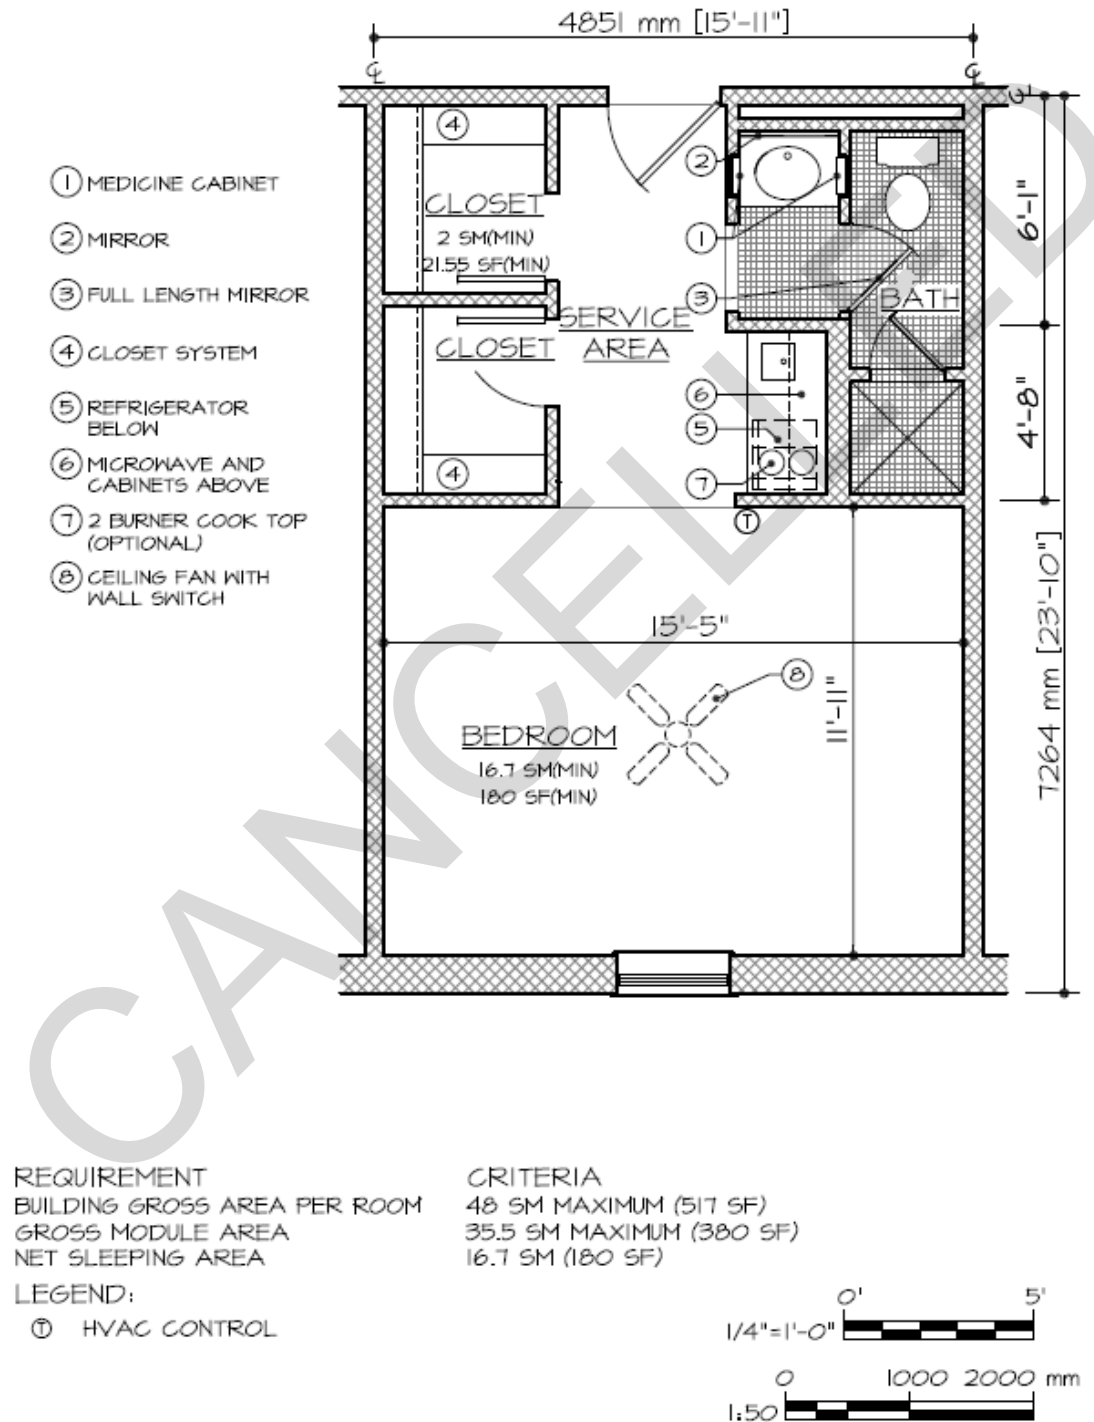 4851 mm [15'-11"]
℄
℄
3"
1 MEDICINE CABINET
2 MIRROR
3 FULL LENGTH MIRROR
4 CLOSET SYSTEM
5 REFRIGERATOR
BELOW
6 MICROWAVE AND
CABINETS ABOVE
7 2 BURNER COOK TOP
(OPTIONAL)
8 CEILING FAN WITH
WALL SWITCH
4
CLOSET
2 SM(MIN)
21.55 SF(MIN)
CLOSET
4
SERVICE
AREA
2
1
3
BATH
6
5
7
T
6'-1"
4'-8"
7264 mm [23'-10"]
15'-5"
8
11'-11"
BEDROOM
16.7 SM(MIN)
180 SF(MIN)
CANCELLED
REQUIREMENT CRITERIA
BUILDING GROSS AREA PER ROOM 48 SM MAXIMUM (517 SF)
GROSS MODULE AREA 35.5 SM MAXIMUM (380 SF)
NET SLEEPING AREA 16.7 SM (180 SF)
LEGEND:
T HVAC CONTROL
0' 5'
1/4"=1'-0"
0 1000 2000 mm
1:50